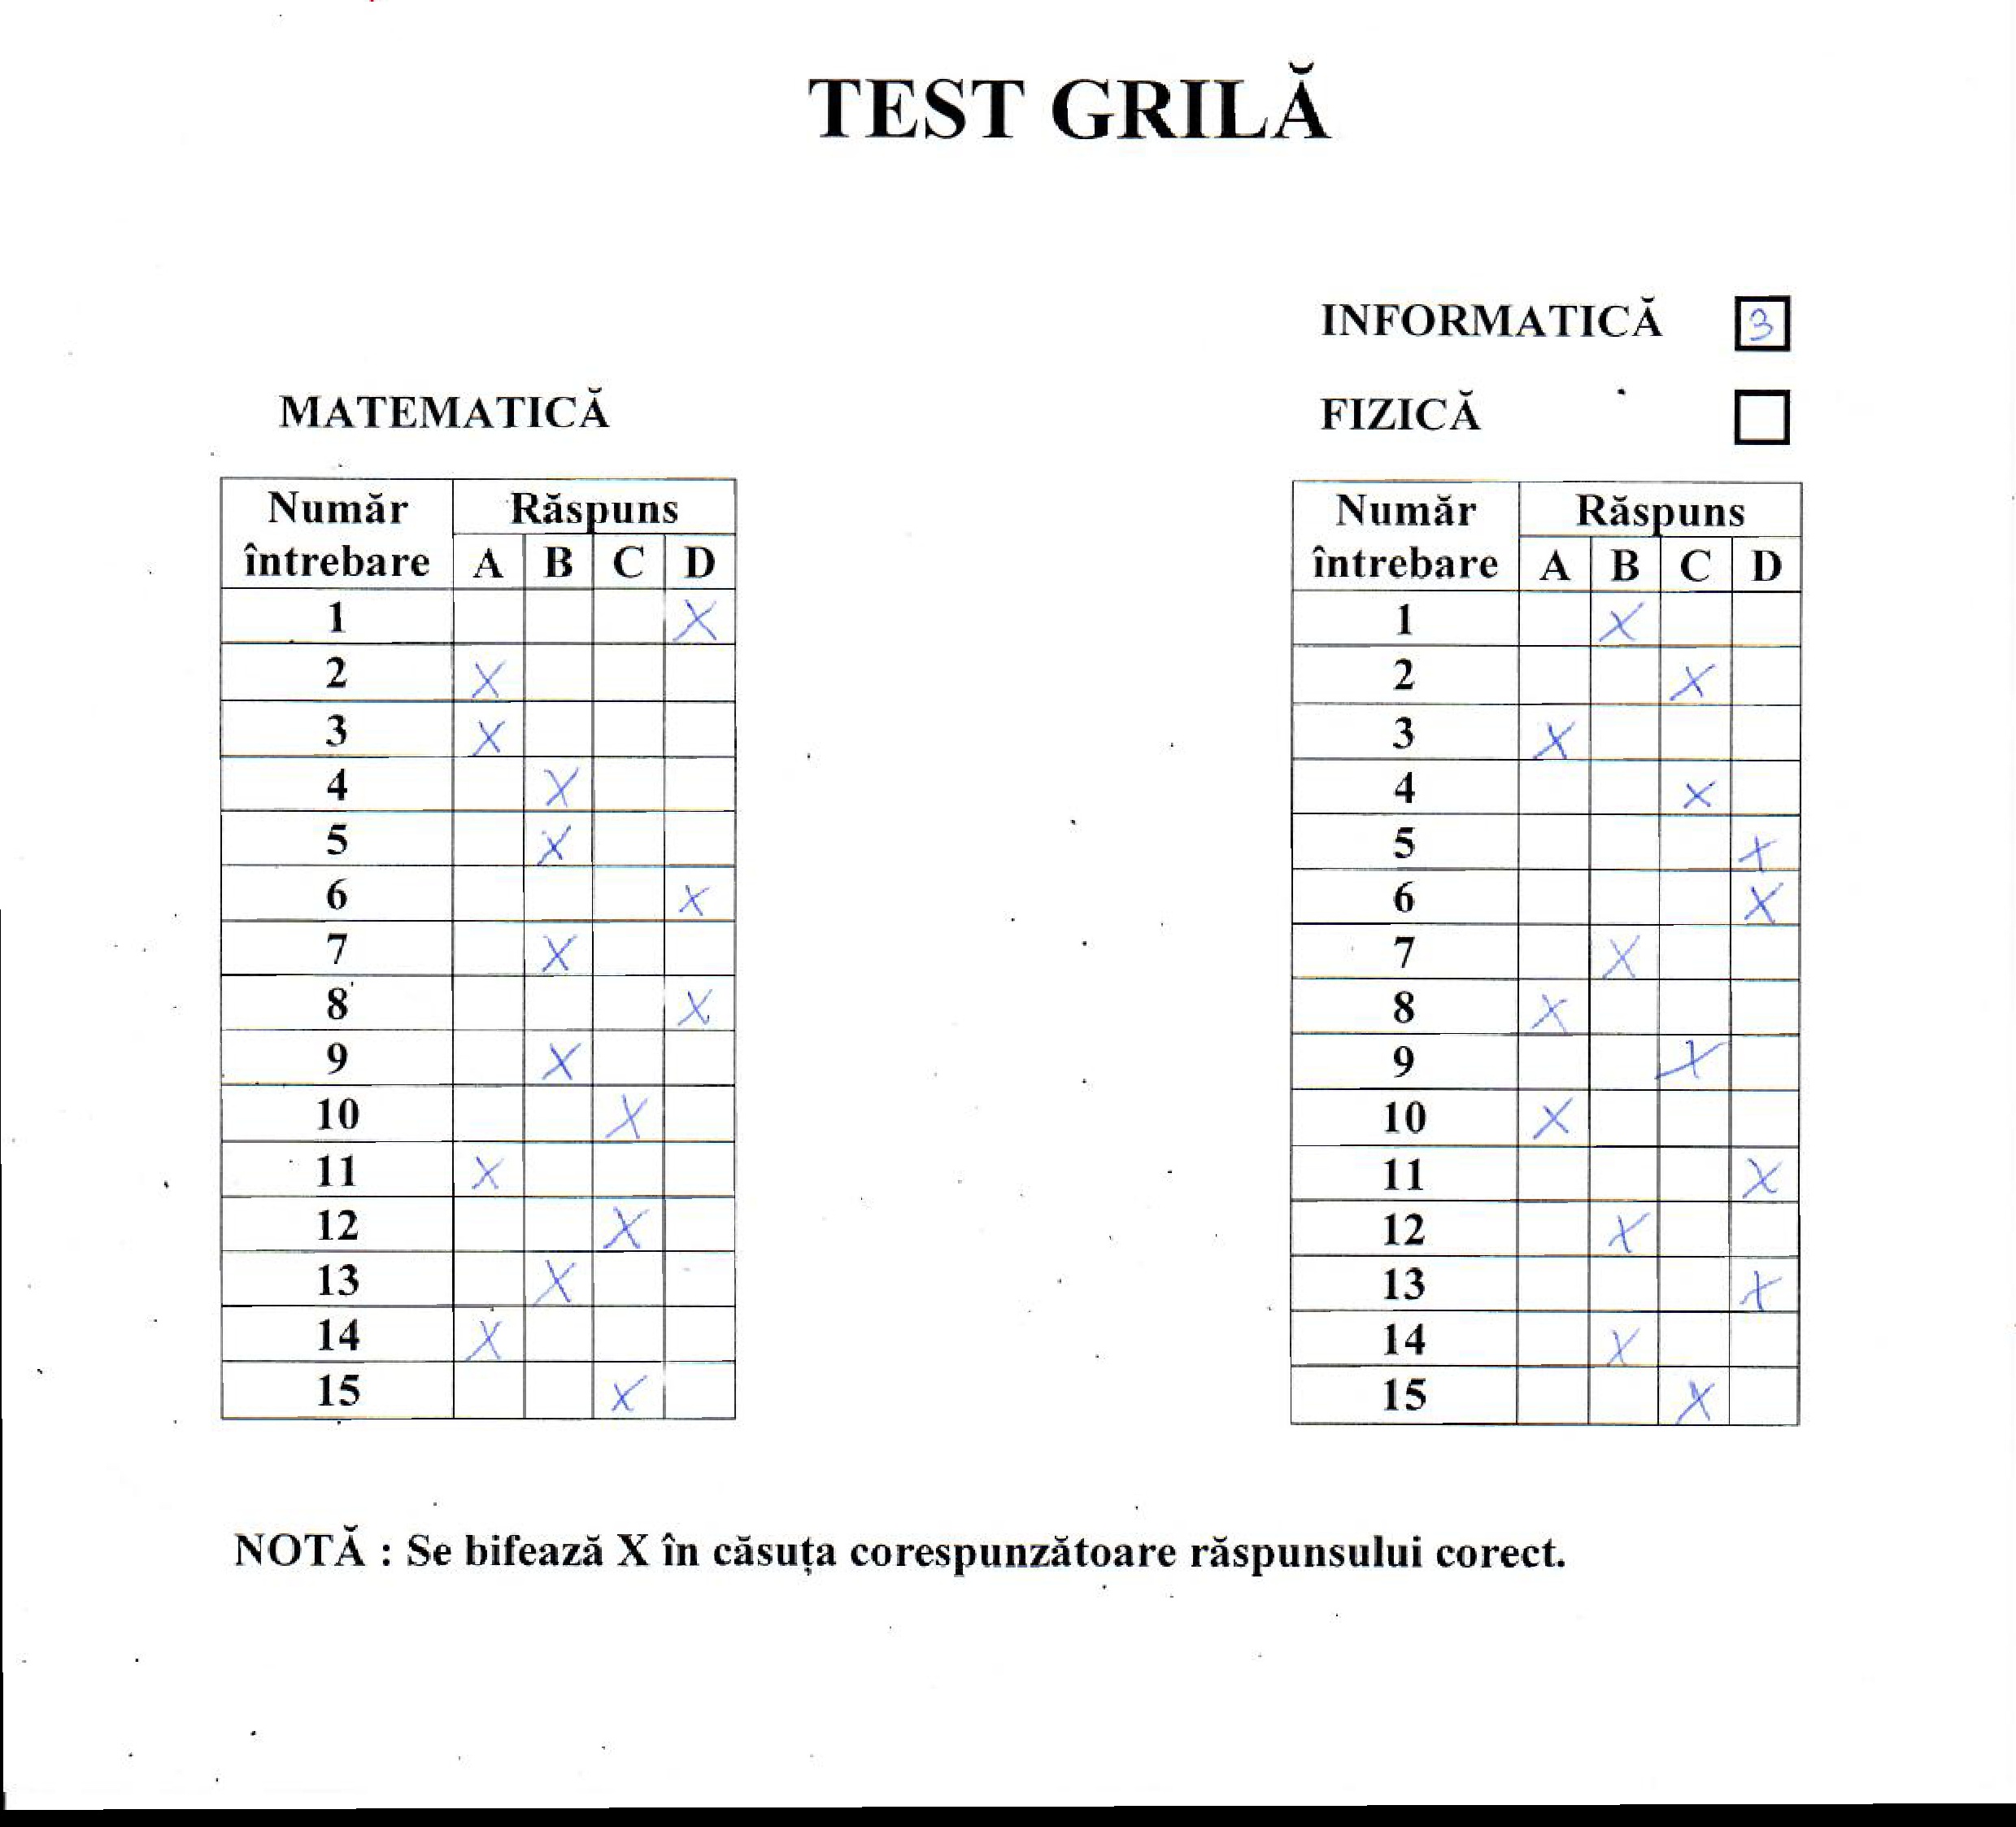 TEST GRILĂ
INFORMATICĂ 3
MATEMATICĂ
FIZICĂ
Număr întrebare Răspuns
A B C D
1 X
2 X
3 X
4 X
5 X
6 X
7 X
8 X
9 X
10 X
11 X
12 X
13 X
14 X
15 X
Număr întrebare Răspuns
A B C D
1 X
2 X
3 X
4 X
5 X
6 X
7 X
8 X
9 X
10 X
11 X
12 X
13 X
14 X
15 X
NOTĂ : Se bifează X în căsuța corespunzătoare răspunsului corect.